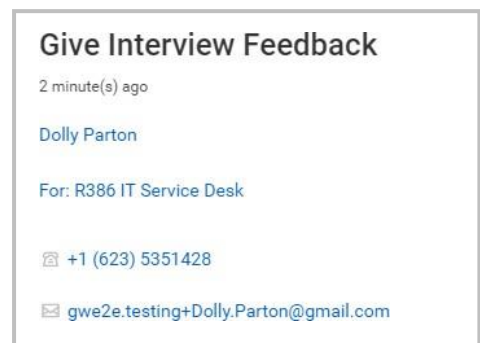 Give Interview Feedback
2 minute(s) ago
Dolly Parton
For: R386 IT Service Desk
+1 (623) 5351428
gwe2e.testing+Dolly.Parton@gmail.com